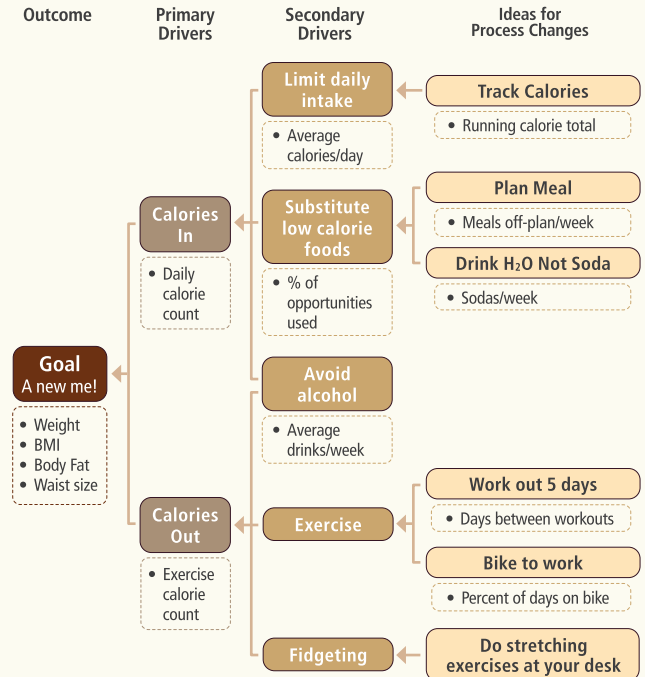 Outcome
Primary
Drivers
Secondary
Drivers
Ideas for
Process Changes
Goal
A new me!
• Weight
• BMI
• Body Fat
• Waist size
Calories
In
• Daily
calorie
count
Calories
Out
• Exercise
calorie
count
Limit daily
intake
• Average
calories/day
Substitute
low calorie
foods
• % of
opportunities
used
Avoid
alcohol
• Average
drinks/week
Exercise
Fidgeting
Track Calories
• Running calorie total
Plan Meal
• Meals off-plan/week
Drink H₂O Not Soda
• Sodas/week
Work out 5 days
• Days between workouts
Bike to work
• Percent of days on bike
Do stretching
exercises at your desk